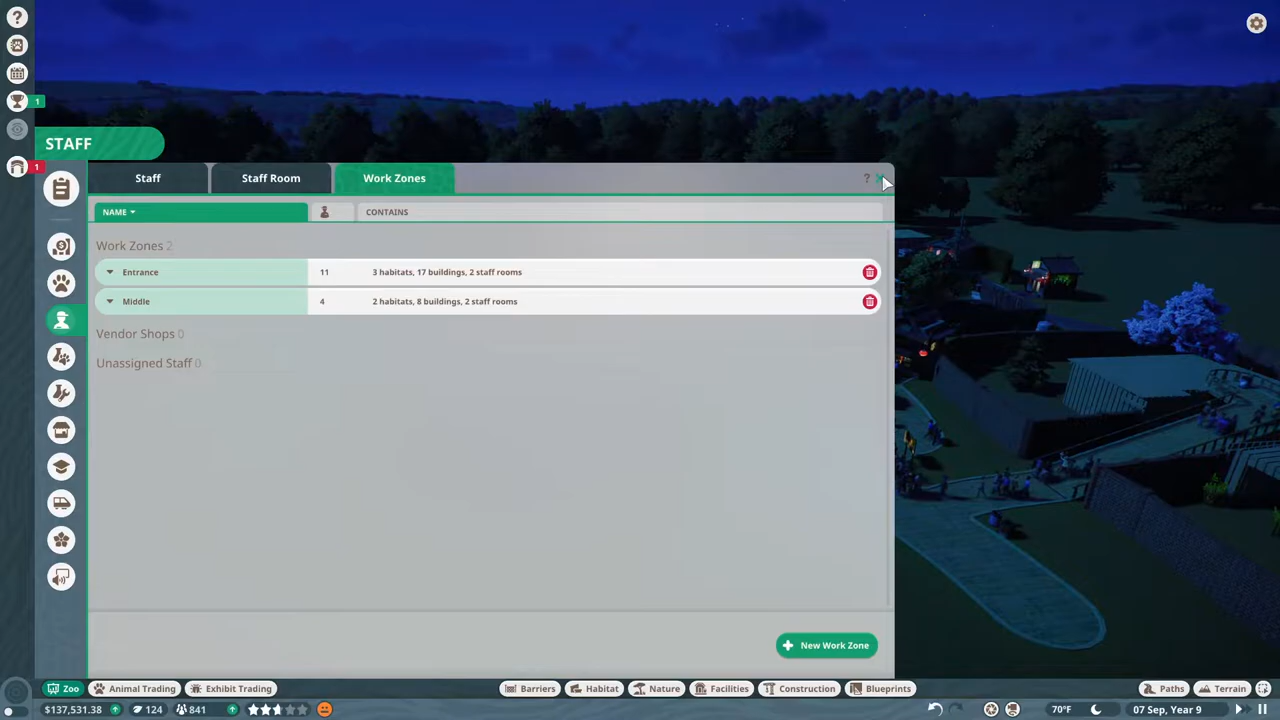 ?
1
1
STAFF
Staff
Staff Room
Work Zones
?
NAME
CONTAINS
Work Zones 2
Entrance
11
3 habitats, 17 buildings, 2 staff rooms
Middle
4
2 habitats, 8 buildings, 2 staff rooms
Vendor Shops 0
Unassigned Staff 0
New Work Zone
Zoo
Animal Trading
Exhibit Trading
Barriers
Habitat
Nature
Facilities
Construction
Blueprints
Paths
Terrain
$137,531.38
124
841
70°F
07 Sep, Year 9